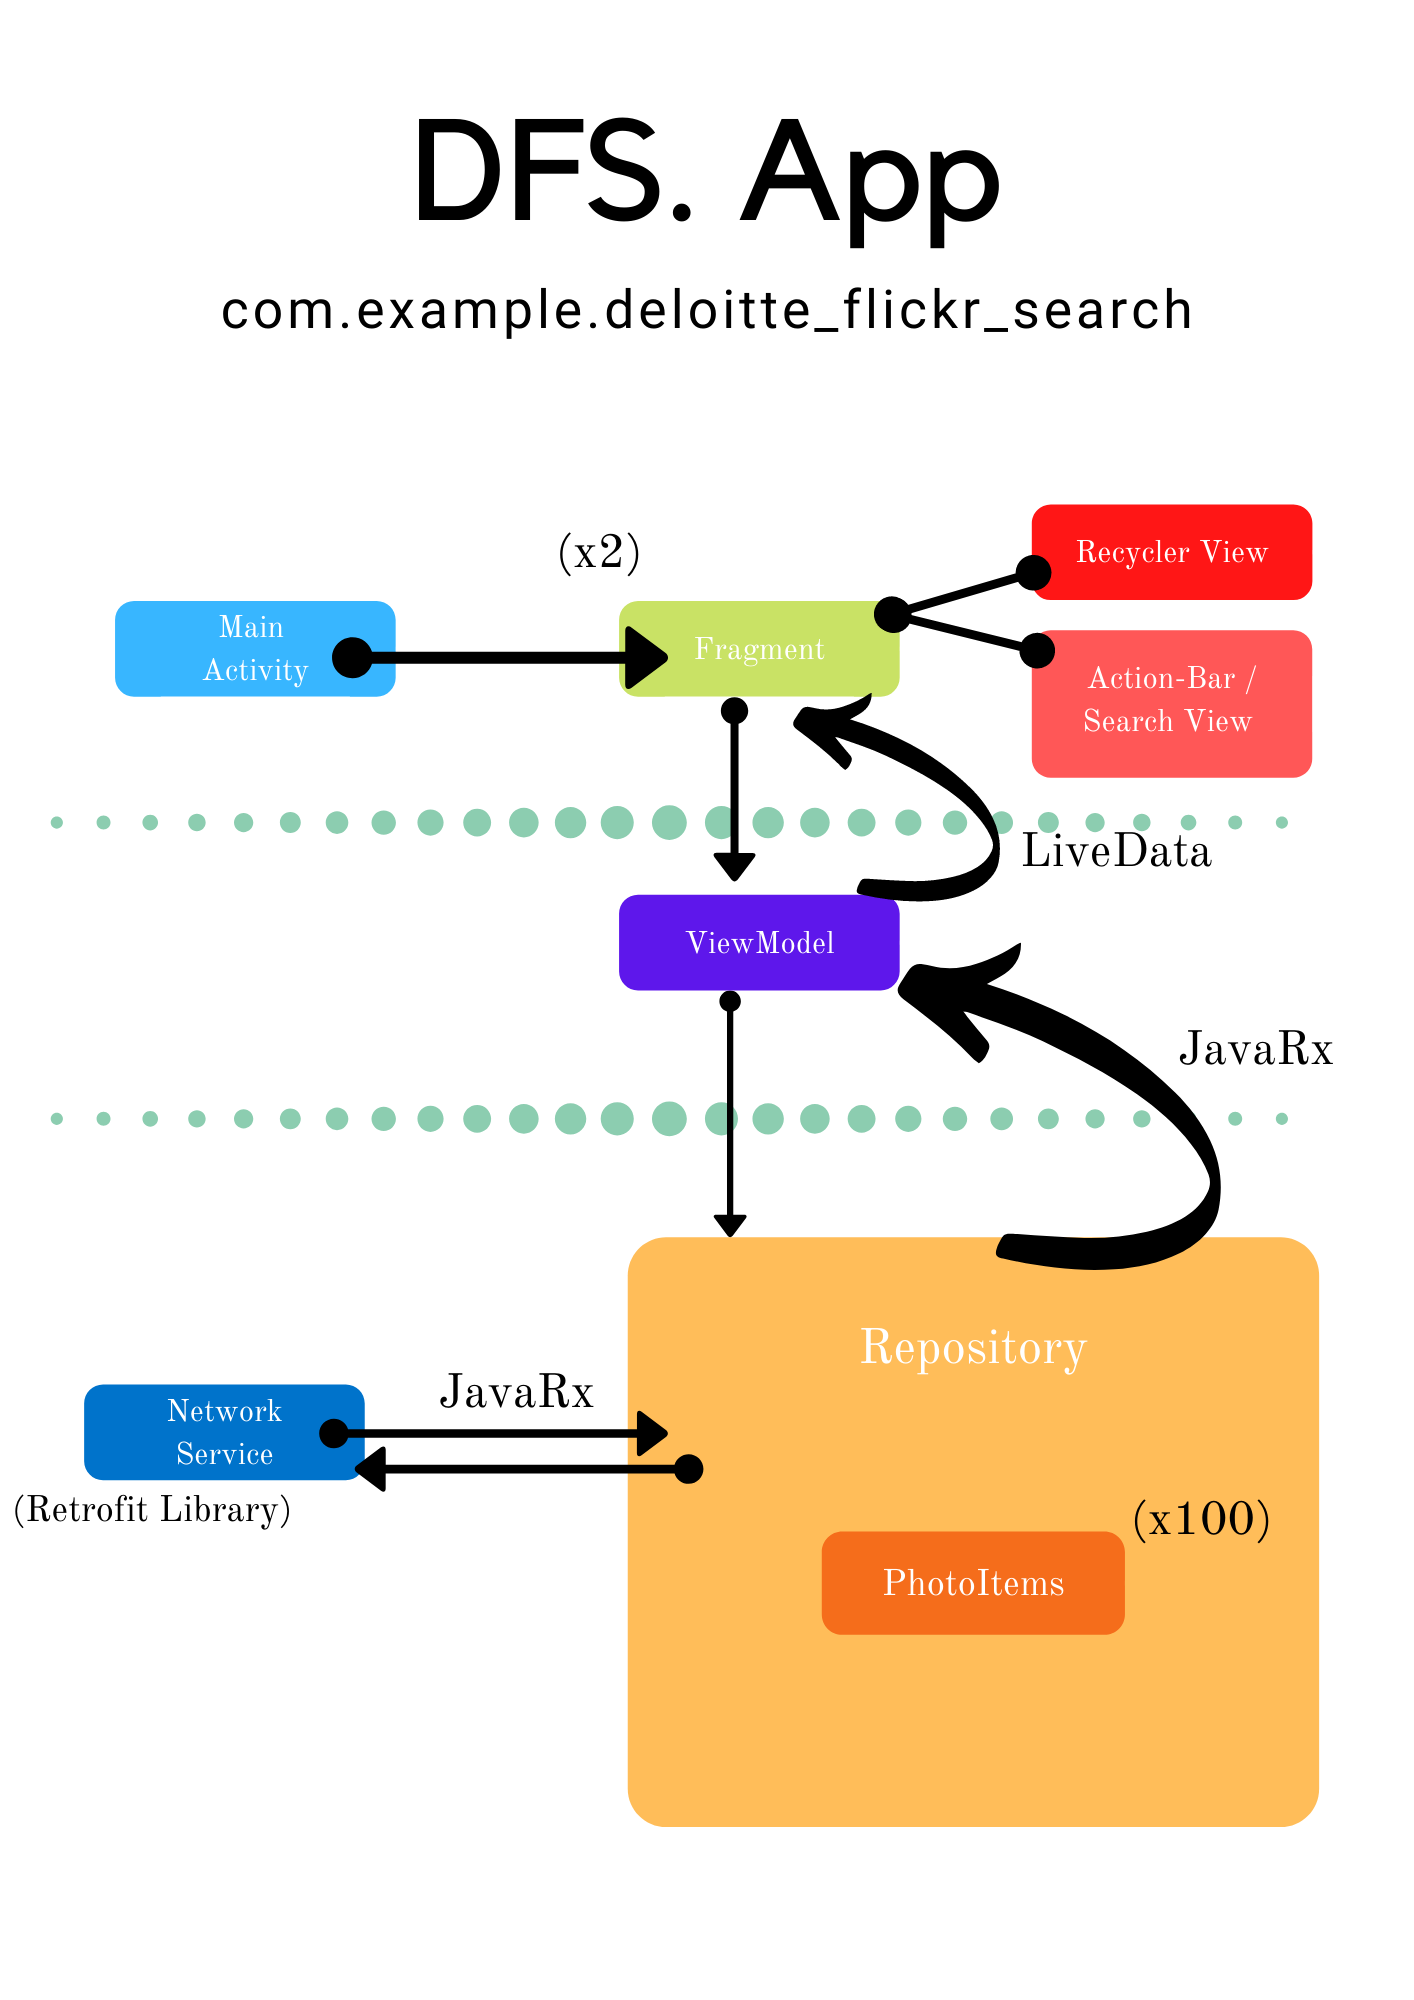 DFS. App
com.example.deloitte_flickr_search
(x2)
Recycler View
Main
Activity
Fragment
Action-Bar /
Search View
LiveData
ViewModel
JavaRx
Repository
JavaRx
Network
Service
(Retrofit Library)
(x100)
PhotoItems